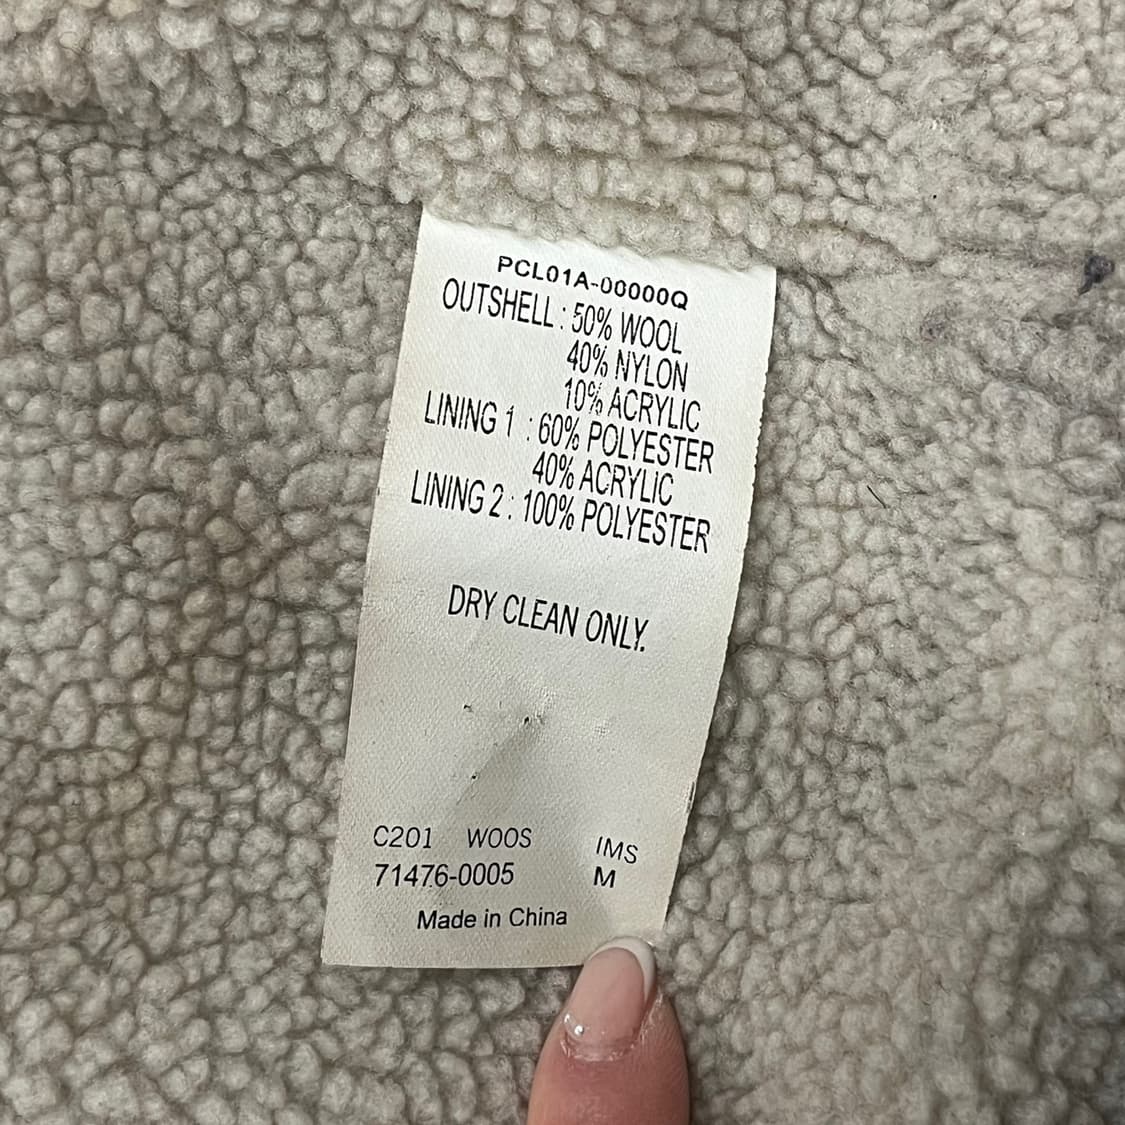 PCL01A-00000Q
OUTSHELL : 50% WOOL
40% NYLON
10% ACRYLIC
LINING 1 : 60% POLYESTER
40% ACRYLIC
LINING 2 : 100% POLYESTER
DRY CLEAN ONLY.
C201 WOOS IMS
71476-0005 M
Made in China